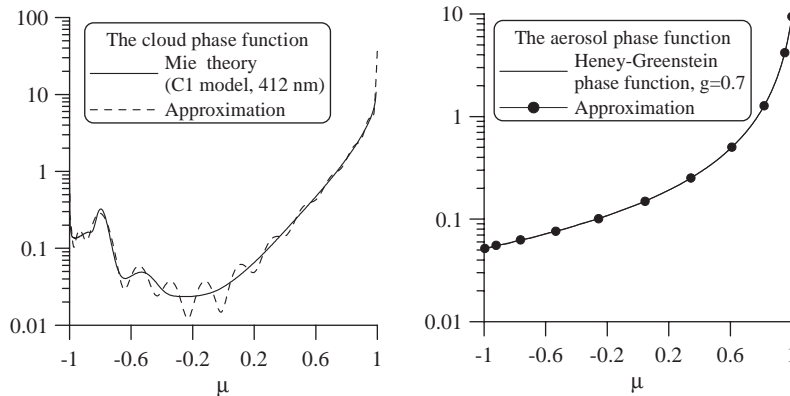 100
10
1
0.1
0.01
The cloud phase function
Mie theory
(C1 model, 412 nm)
Approximation
-1 -0.6 -0.2 0.2 0.6 1
μ
10
1
0.1
0.01
The aerosol phase function
Heney-Greenstein
phase function, g=0.7
Approximation
-1 -0.6 -0.2 0.2 0.6 1
μ